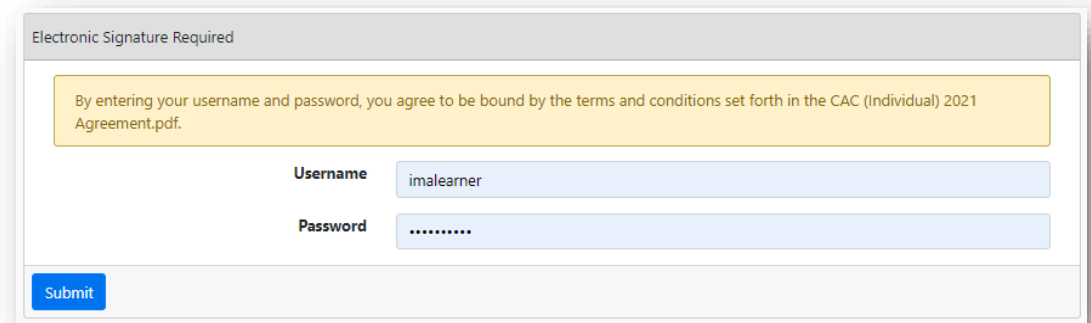 Electronic Signature Required
By entering your username and password, you agree to be bound by the terms and conditions set forth in the CAC (Individual) 2021
Agreement.pdf.
Username imalearner
Password ••••••••••
Submit